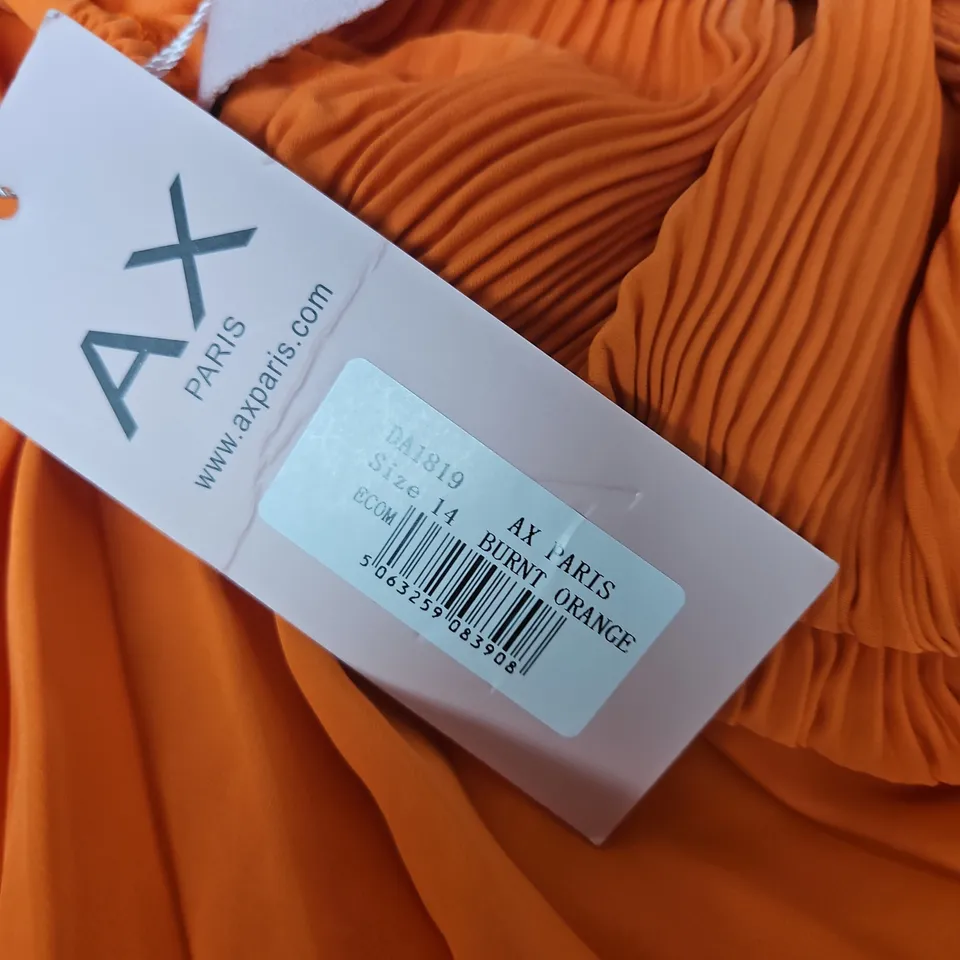 AX
PARIS
www.axparis.com
DA1819
Size 14
AX PARIS
ECOM
BURNT ORANGE
5063259083908